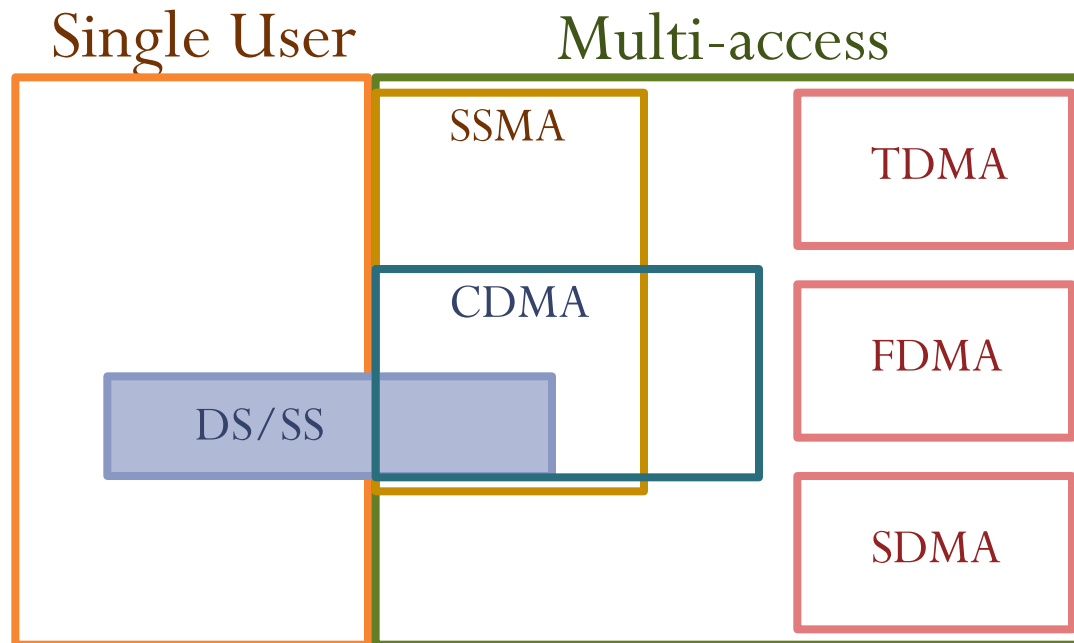 Single User
Multi-access
SSMA
TDMA
CDMA
FDMA
DS/SS
SDMA